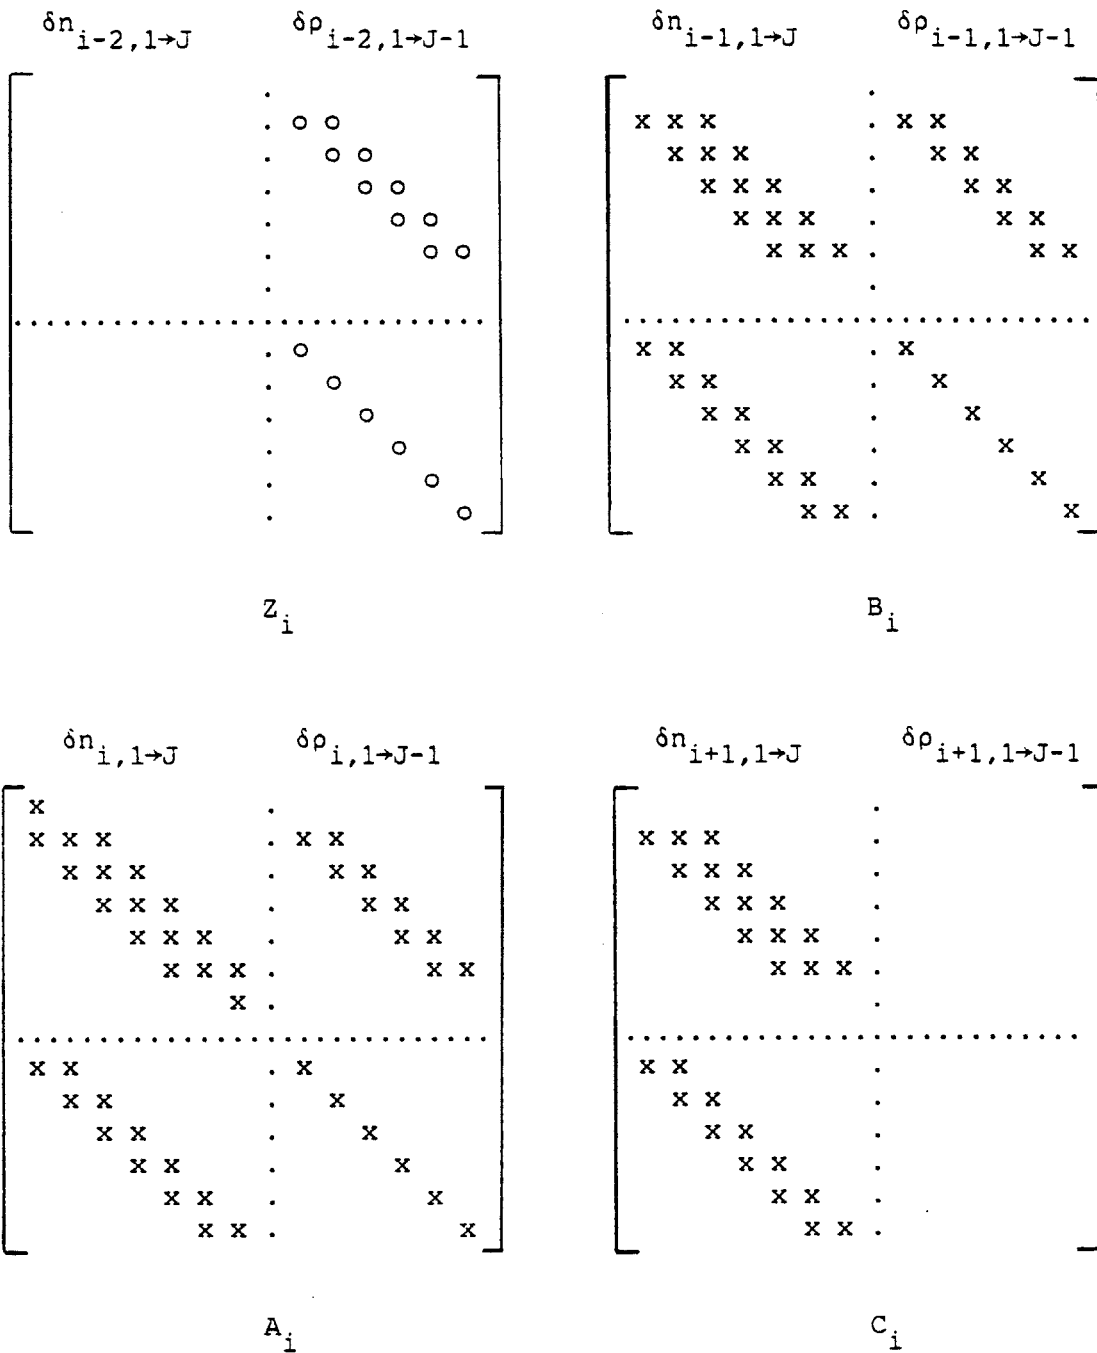 δn i-2,1→J δρ i-2,1→J-1
δn i-1,1→J δρ i-1,1→J-1
. .
. o o x x x . x x
. o o x x x . x x
. o o x x x . x x
. o o x x x . x x
. o o x x x . x x
. .
. . . . . . . . . . . . . . . . . . . . . . . . . . . . . .
. o x x . x
. o x x . x
. o x x . x
. o x x . x
. o x x . x
. o x x . x
Z i
B i
δn i,1→J δρ i,1→J-1
δn i+1,1→J δρ i+1,1→J-1
x . .
x x x . x x x x x .
x x x . x x x x x .
x x x . x x x x x .
x x x . x x x x x .
x x x . x x x x x .
x . .
. . . . . . . . . . . . . . . . . . . . . . . . . . . . . .
x x . x x x .
x x . x x x .
x x . x x x .
x x . x x x .
x x . x x x .
x x . x x x .
A i
C i